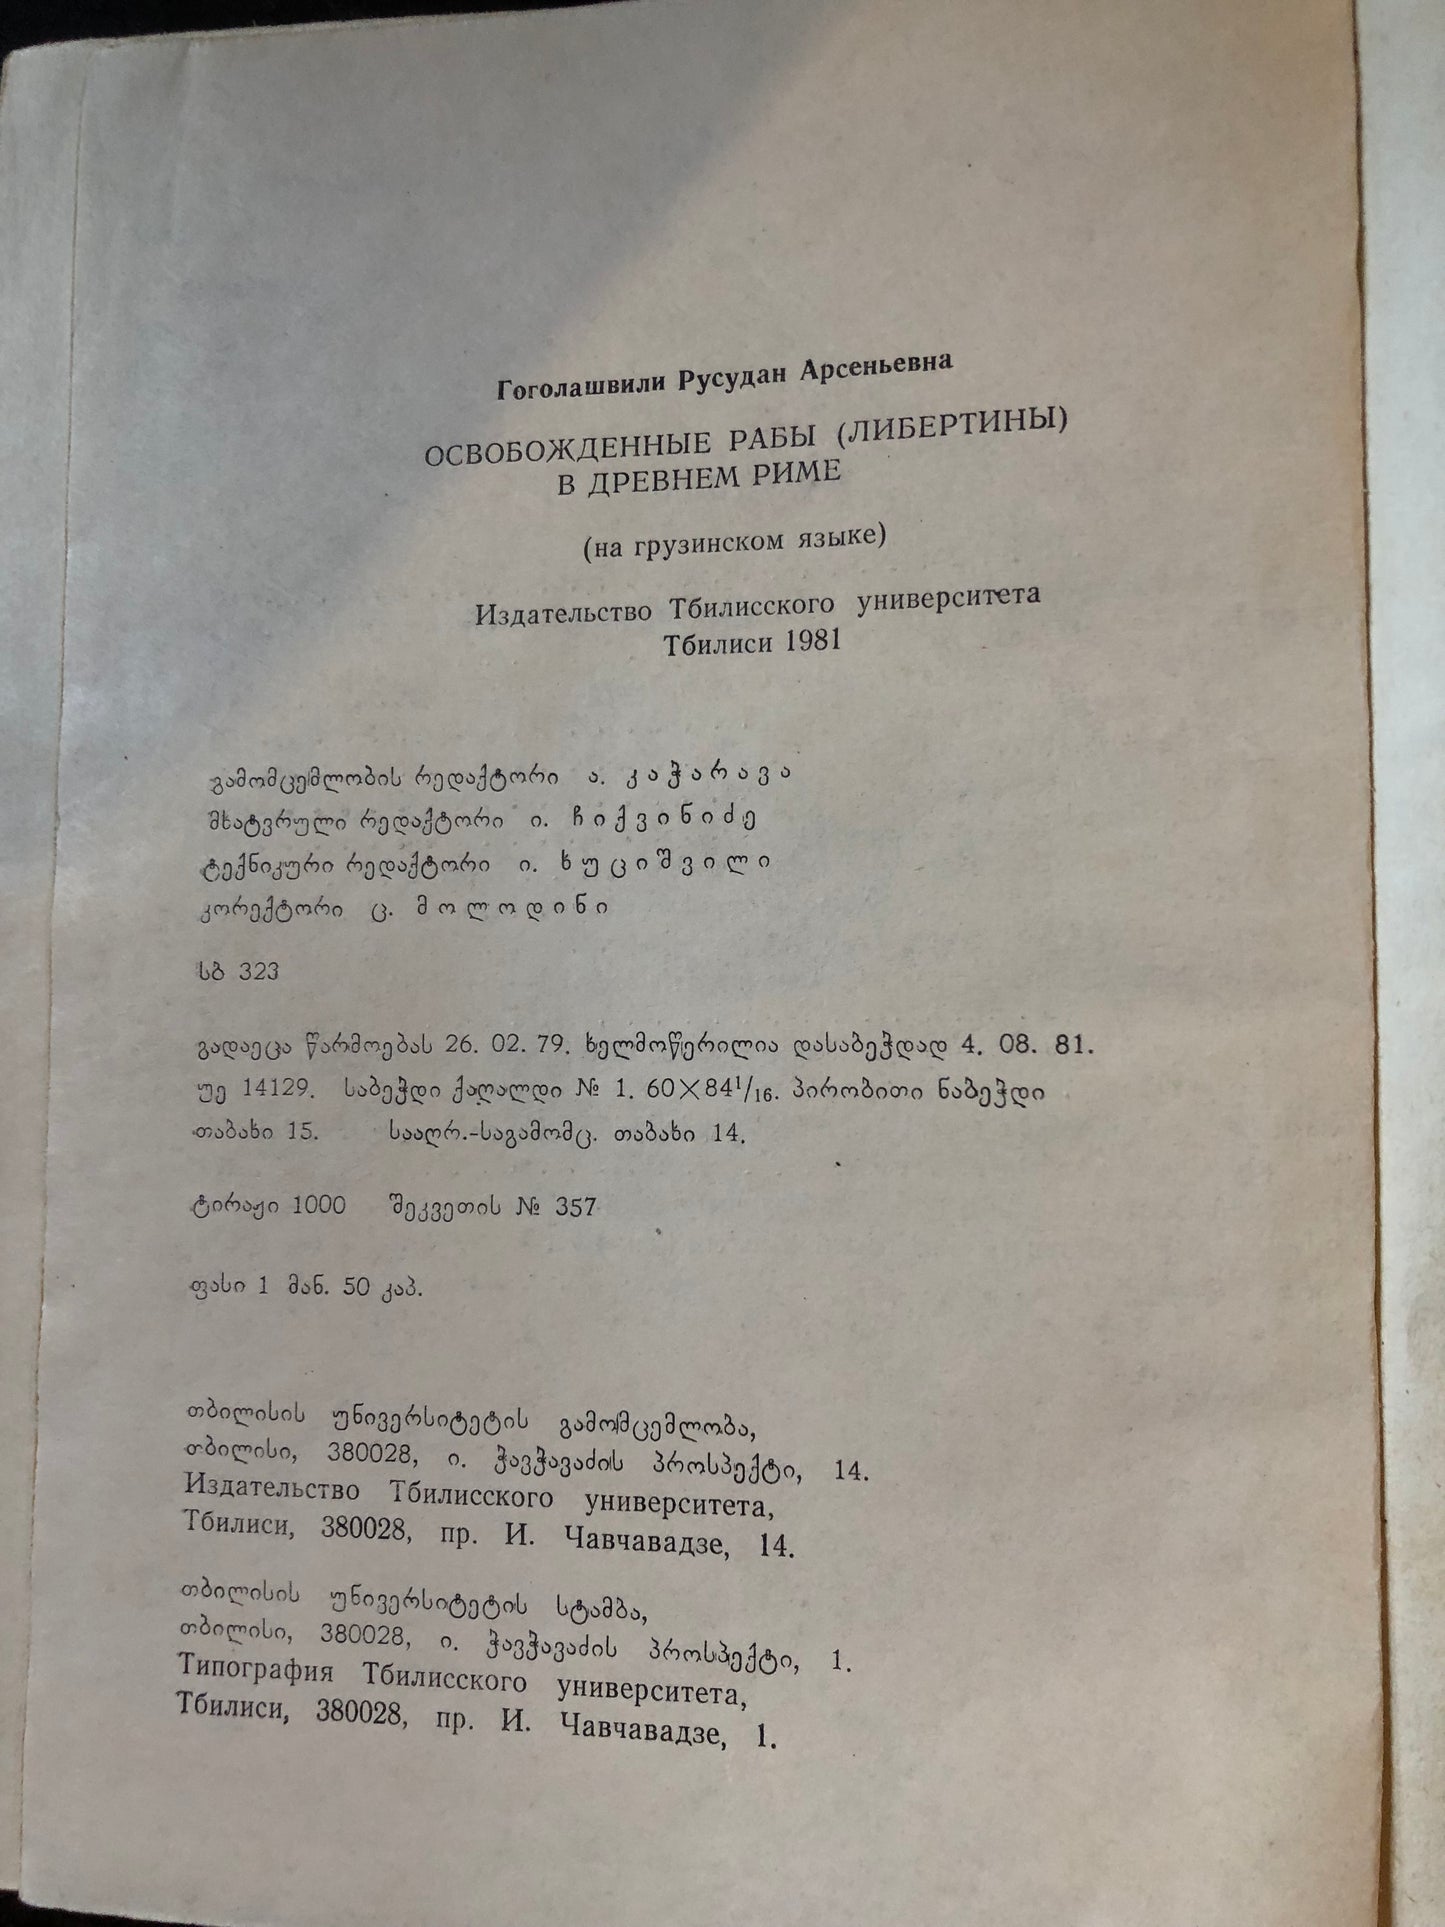 Гоголашвили Русудан Арсеньевна
ОСВОБОЖДЕННЫЕ РАБЫ (ЛИБЕРТИНЫ)
В ДРЕВНЕМ РИМЕ
(на грузинском языке)
Издательство Тбилисского университета
Тбилиси 1981
გამომცემლობის რედაქტორი ა. კაჭარავა
მხატვრული რედაქტორი ი. ჩიქვინიძე
ტექნიკური რედაქტორი ი. ხუციშვილი
კორექტორი ც. მოლოდინი
სბ 323
გადაეცა წარმოებას 26. 02. 79. ხელმოწერილია დასაბეჭდად 4. 08. 81.
უე 14129. საბეჭდი ქაღალდი № 1. 60×84¹/₁₆. პირობითი ნაბეჭდი
თაბახი 15. სააღრ.-საგამომც. თაბახი 14.
ტირაჟი 1000 შეკვეთის № 357
ფასი 1 მან. 50 კაპ.
თბილისის უნივერსიტეტის გამომცემლობა,
თბილისი, 380028, ი. ჭავჭავაძის პროსპექტი, 14.
Издательство Тбилисского университета,
Тбилиси, 380028, пр. И. Чавчавадзе, 14.
თბილისის უნივერსიტეტის სტამბა,
თბილისი, 380028, ი. ჭავჭავაძის პროსპექტი, 1.
Типография Тбилисского университета,
Тбилиси, 380028, пр. И. Чавчавадзе, 1.